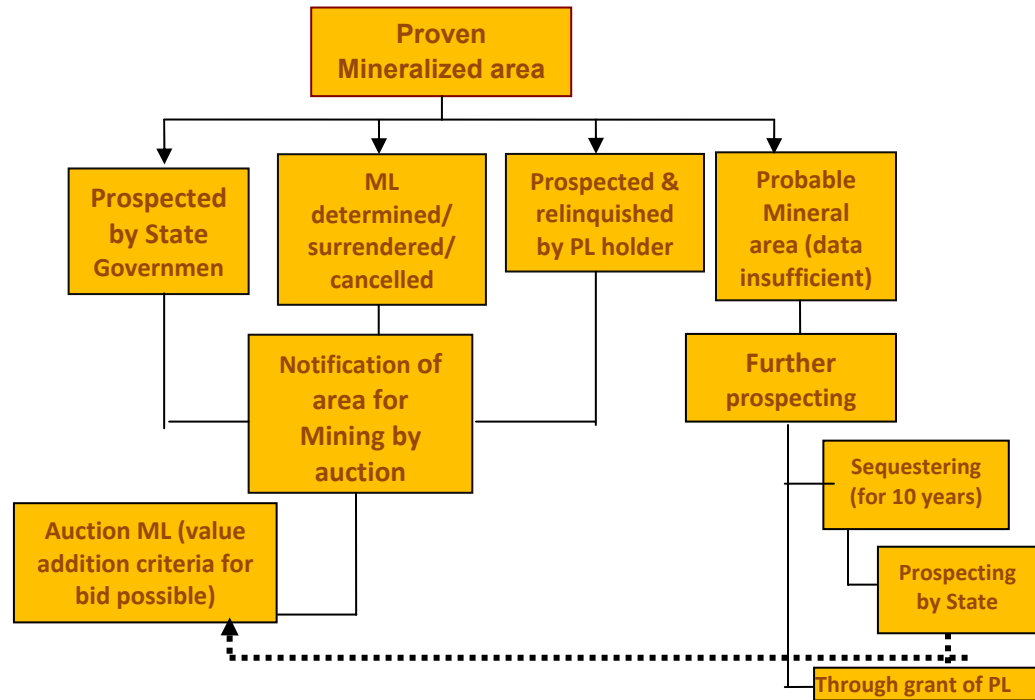 Proven
Mineralized area
Prospected
by State
Governmen
ML
determined/
surrendered/
cancelled
Prospected &
relinquished
by PL holder
Probable
Mineral
area (data
insufficient)
Notification of
area for
Mining by
auction
Further
prospecting
Sequestering
(for 10 years)
Auction ML (value
addition criteria for
bid possible)
Prospecting
by State
Through grant of PL